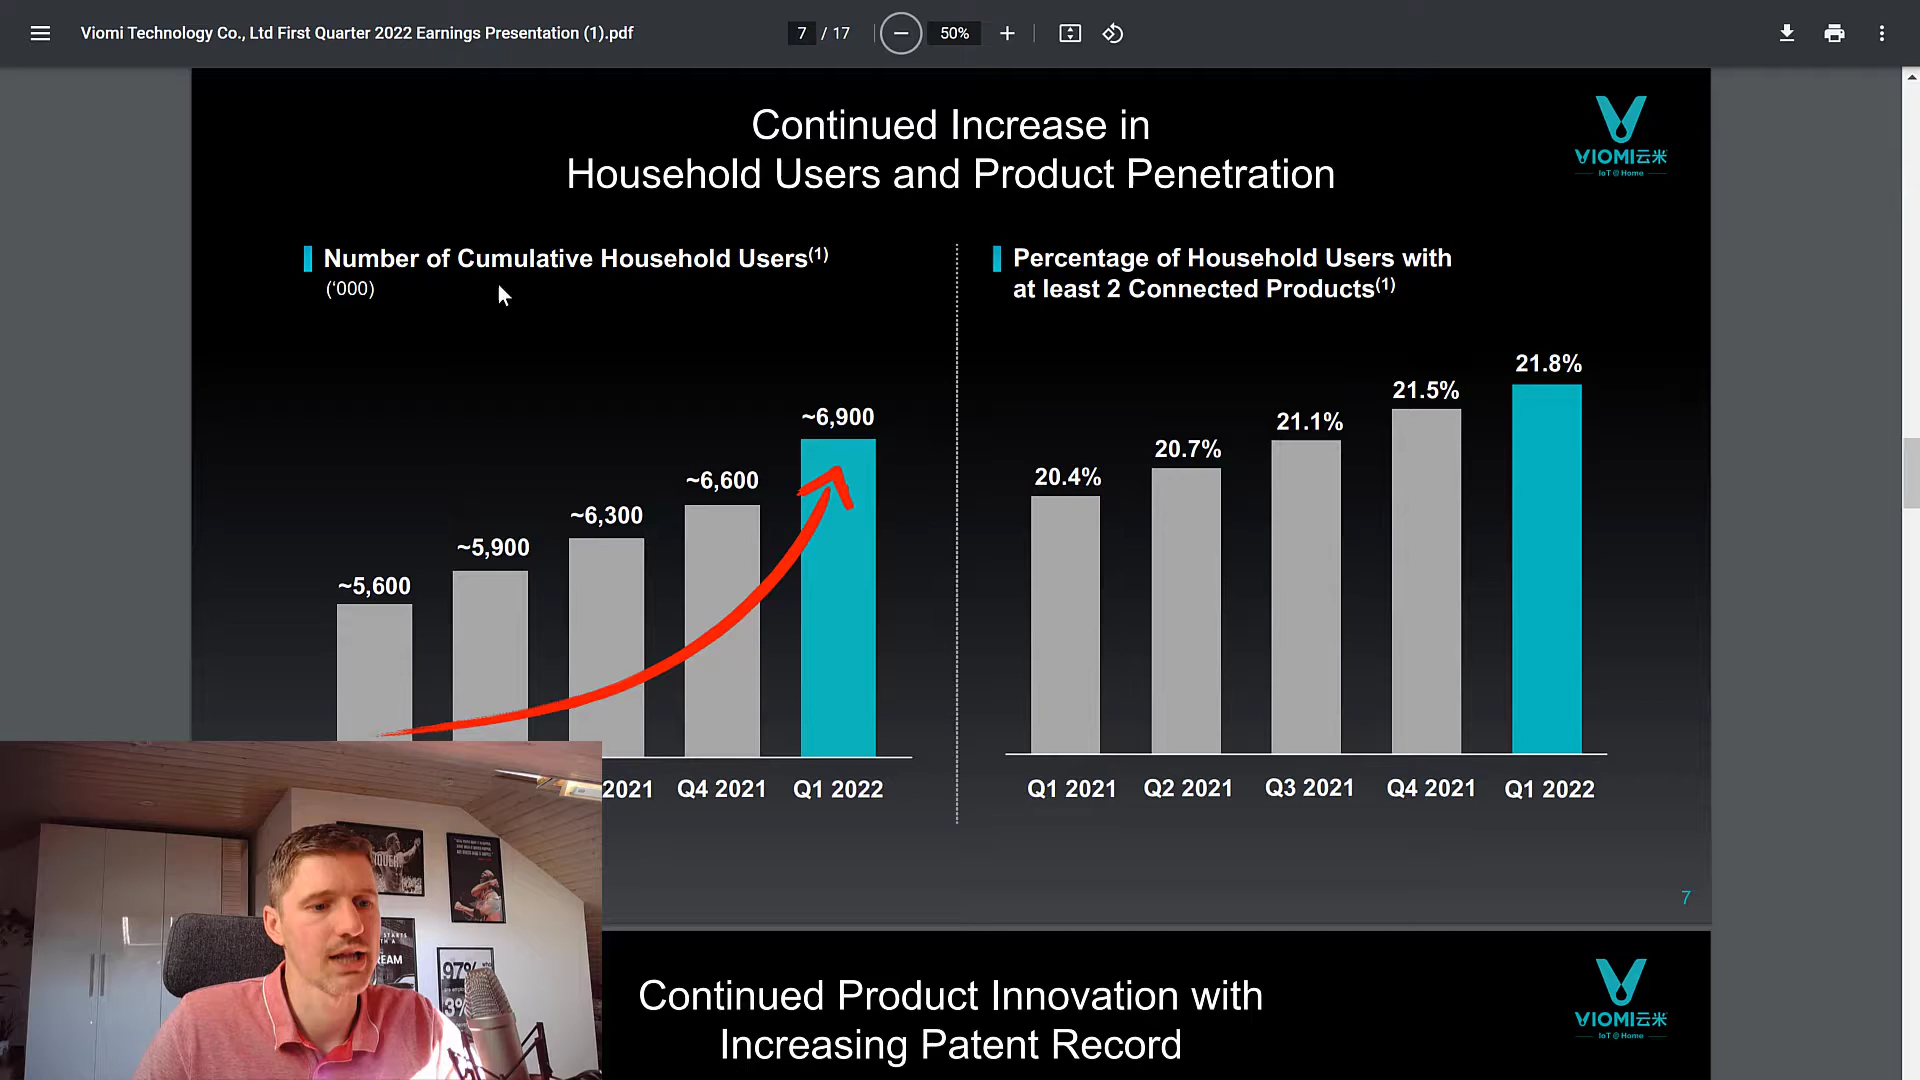 Viomi Technology Co., Ltd First Quarter 2022 Earnings Presentation (1).pdf
7 / 17
50%
Continued Increase in
Household Users and Product Penetration
VIOMI云米
IoT @ Home
Number of Cumulative Household Users(1)
('000)
~5,600
~5,900
~6,300
~6,600
~6,900
2021
Q4 2021
Q1 2022
Percentage of Household Users with
at least 2 Connected Products(1)
20.4%
20.7%
21.1%
21.5%
21.8%
Q1 2021
Q2 2021
Q3 2021
Q4 2021
Q1 2022
7
Continued Product Innovation with
Increasing Patent Record
VIOMI云米
IoT @ Home
97%